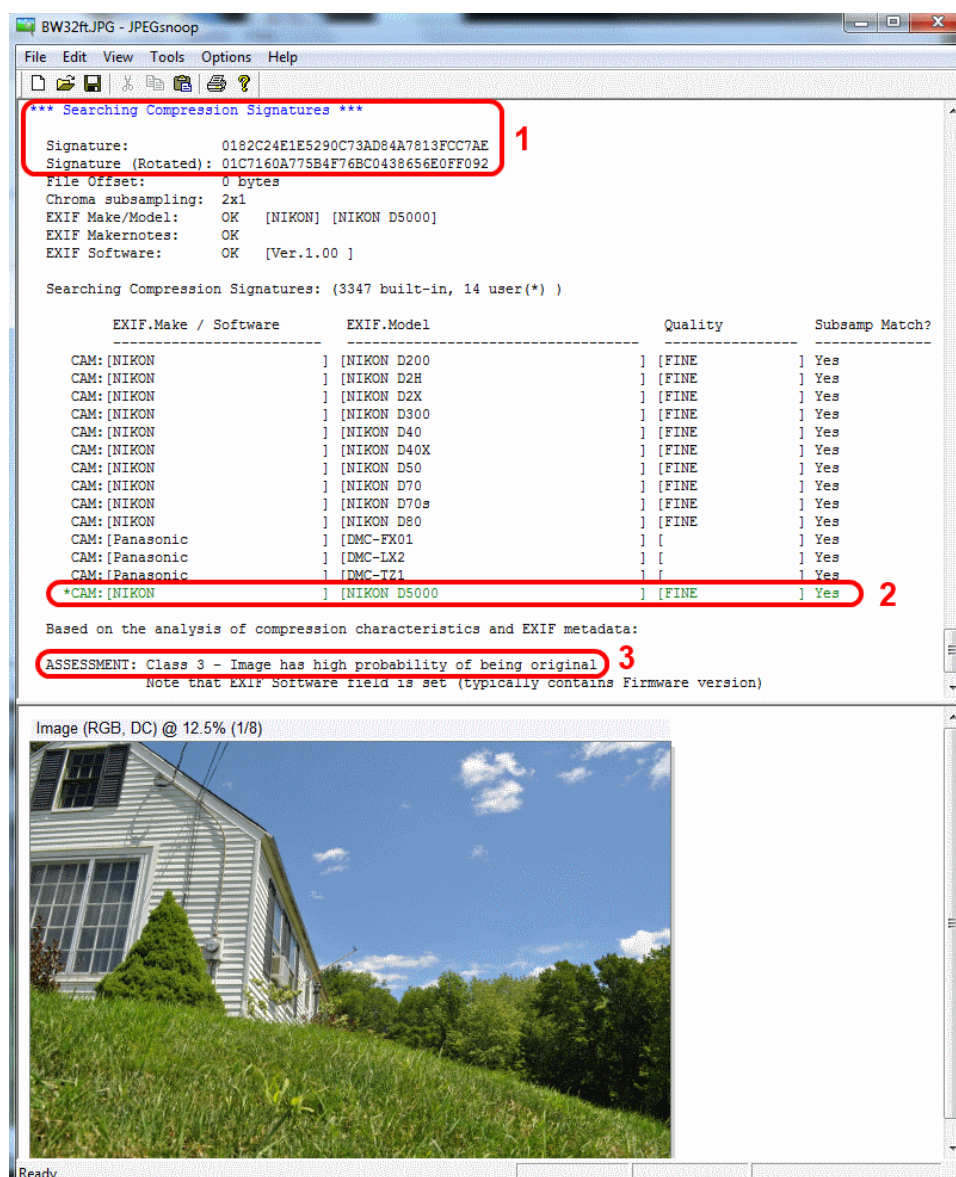 BW32ft.JPG - JPEGsnoop
File Edit View Tools Options Help
*** Searching Compression Signatures ***
1
Signature: 0182C24E1E5290C73AD84A7813FCC7AE
Signature (Rotated): 01C7160A775B4F76BC0438656E0FF092
File Offset: 0 bytes
Chroma subsampling: 2x1
EXIF Make/Model: OK [NIKON] [NIKON D5000]
EXIF Makernotes: OK
EXIF Software: OK [Ver.1.00 ]
Searching Compression Signatures: (3347 built-in, 14 user(*) )
EXIF.Make / Software EXIF.Model Quality Subsamp Match?
------------------------- ----------------------------------- ---------------- --------------
CAM:[NIKON ] [NIKON D200 ] [FINE ] Yes
CAM:[NIKON ] [NIKON D2H ] [FINE ] Yes
CAM:[NIKON ] [NIKON D2X ] [FINE ] Yes
CAM:[NIKON ] [NIKON D300 ] [FINE ] Yes
CAM:[NIKON ] [NIKON D40 ] [FINE ] Yes
CAM:[NIKON ] [NIKON D40X ] [FINE ] Yes
CAM:[NIKON ] [NIKON D50 ] [FINE ] Yes
CAM:[NIKON ] [NIKON D70 ] [FINE ] Yes
CAM:[NIKON ] [NIKON D70s ] [FINE ] Yes
CAM:[NIKON ] [NIKON D80 ] [FINE ] Yes
CAM:[Panasonic ] [DMC-FX01 ] [ ] Yes
CAM:[Panasonic ] [DMC-LX2 ] [ ] Yes
CAM:[Panasonic ] [DMC-TZ1 ] [ ] Yes
*CAM:[NIKON ] [NIKON D5000 ] [FINE ] Yes 2
Based on the analysis of compression characteristics and EXIF metadata:
ASSESSMENT: Class 3 - Image has high probability of being original 3
Note that EXIF Software field is set (typically contains Firmware version)
Image (RGB, DC) @ 12.5% (1/8)
Ready